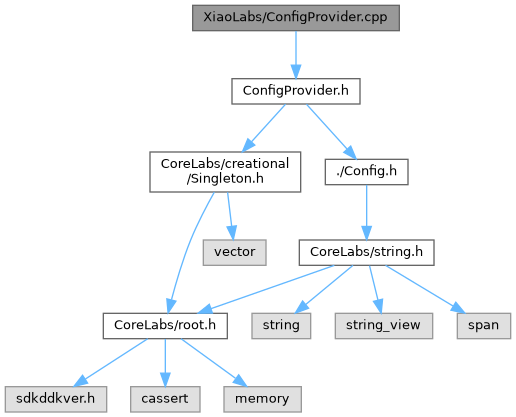 XiaoLabs/ConfigProvider.cpp
ConfigProvider.h
CoreLabs/creational
/Singleton.h
./Config.h
vector
CoreLabs/string.h
CoreLabs/root.h
string
string_view
span
sdkddkver.h
cassert
memory